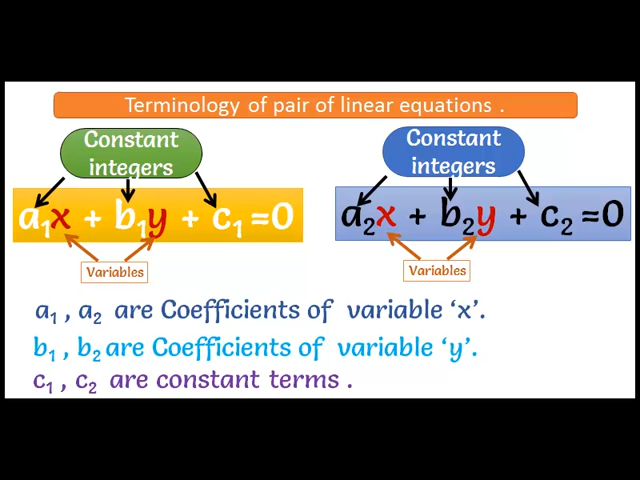 Terminology of pair of linear equations .
Constant
integers
a₁x + b₁y + c₁ =0
Variables
Constant
integers
a₂x + b₂y + c₂ =0
Variables
a₁ , a₂ are Coefficients of variable ‘x’.
b₁ , b₂ are Coefficients of variable ‘y’.
c₁ , c₂ are constant terms .